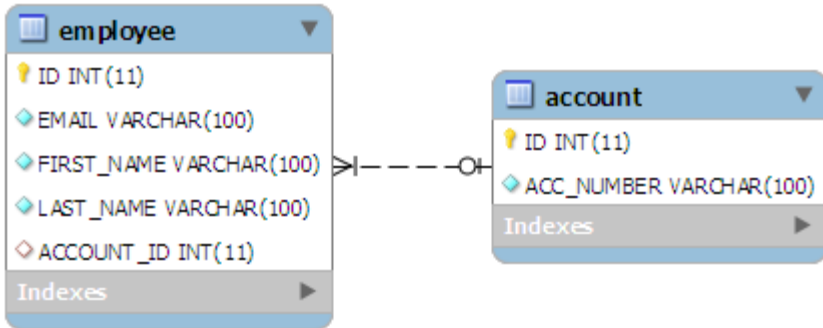 employee
ID INT(11)
EMAIL VARCHAR(100)
FIRST_NAME VARCHAR(100)
LAST_NAME VARCHAR(100)
ACCOUNT_ID INT(11)
Indexes
account
ID INT(11)
ACC_NUMBER VARCHAR(100)
Indexes